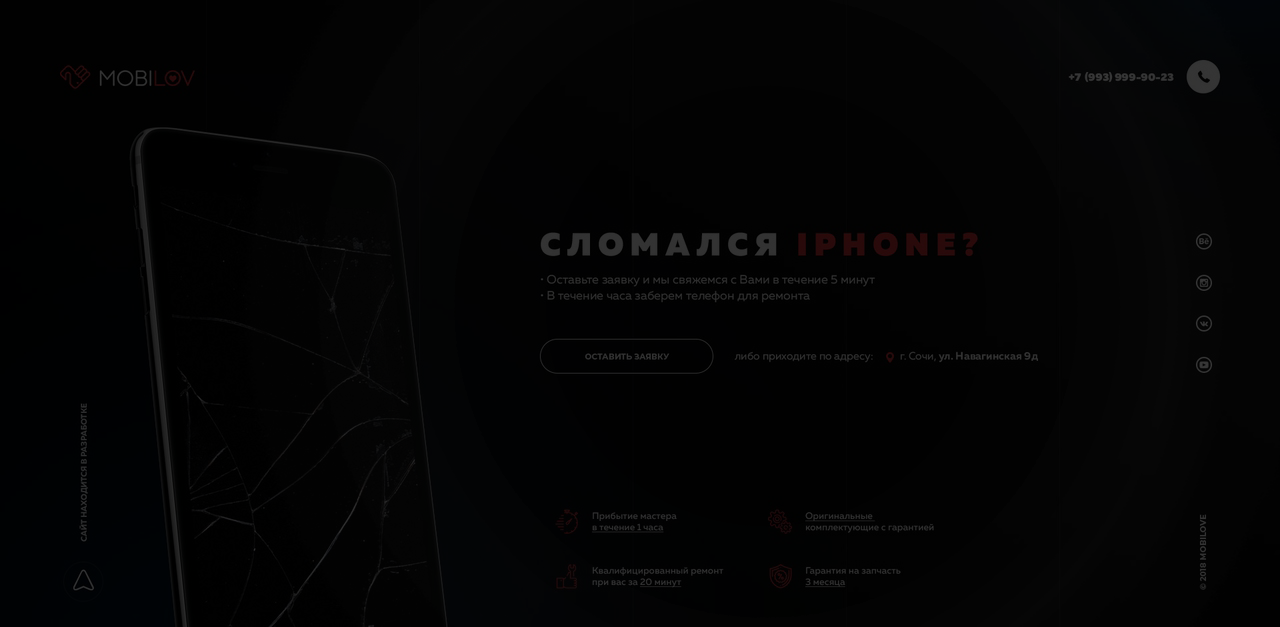 MOBILOV
+7 (993) 999-90-23
СЛОМАЛСЯ IPHONE?
· Оставьте заявку и мы свяжемся с Вами в течение 5 минут
· В течение часа заберем телефон для ремонта
ОСТАВИТЬ ЗАЯВКУ
либо приходите по адресу: г. Сочи, ул. Навагинская 9д
Bē
САЙТ НАХОДИТСЯ В РАЗРАБОТКЕ
Прибытие мастера
в течение 1 часа
Оригинальные
комплектующие с гарантией
Квалифицированный ремонт
при вас за 20 минут
Гарантия на запчасть
3 месяца
© 2018 MOBILOVE